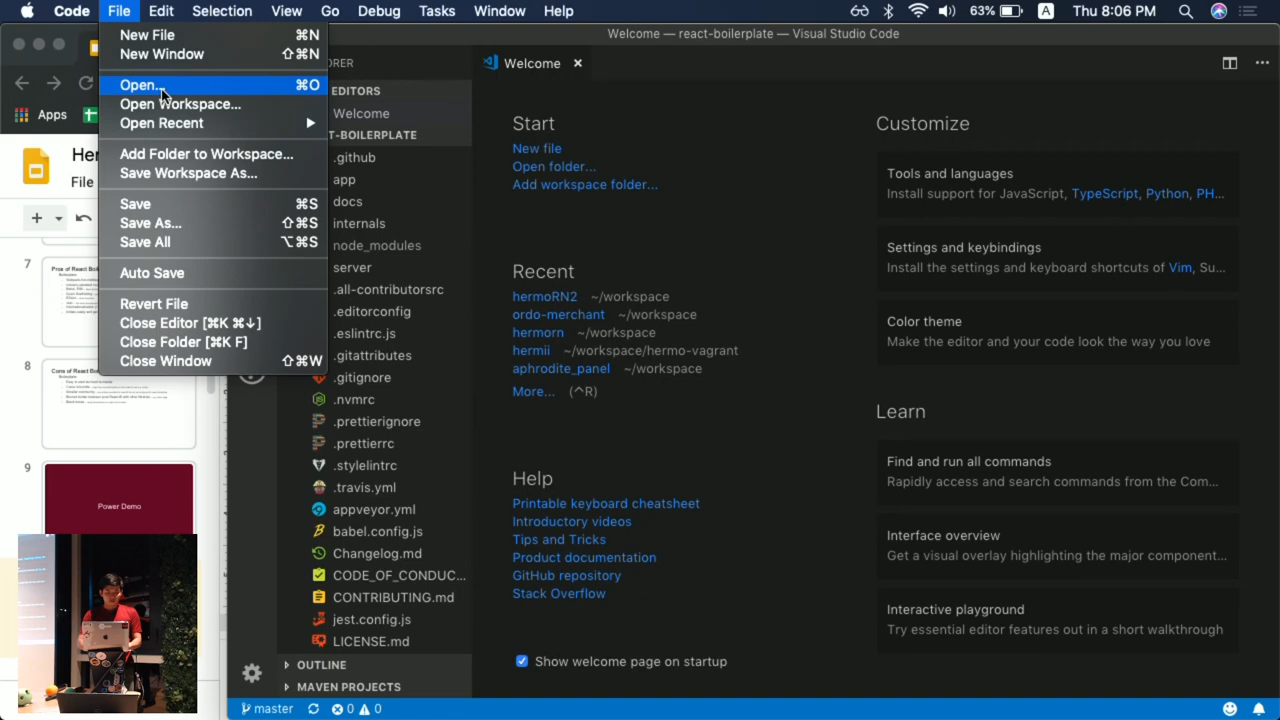 Code File Edit Selection View Go Debug Tasks Window Help 63% A Thu 8:06 PM
Welcome — react-boilerplate — Visual Studio Code
New File ⌘N
New Window ⇧⌘N
Open... ⌘O
Open Workspace...
Open Recent
Add Folder to Workspace...
Save Workspace As...
Save ⌘S
Save As... ⇧⌘S
Save All ⌥⌘S
Auto Save
Revert File
Close Editor [⌘K ⌘↓]
Close Folder [⌘K F]
Close Window ⇧⌘W
Apps
Her
File
7
8
9
Power Demo
ORER
EDITORS
Welcome
T-BOILERPLATE
.github
app
docs
internals
node_modules
server
.all-contributorsrc
.editorconfig
.eslintrc.js
.gitattributes
.gitignore
.nvmrc
.prettierignore
.prettierrc
.stylelintrc
.travis.yml
appveyor.yml
babel.config.js
Changelog.md
CODE_OF_CONDUC...
CONTRIBUTING.md
jest.config.js
LICENSE.md
OUTLINE
MAVEN PROJECTS
Welcome
Start
New file
Open folder...
Add workspace folder...
Recent
hermoRN2 ~/workspace
ordo-merchant ~/workspace
hermorn ~/workspace
hermii ~/workspace/hermo-vagrant
aphrodite_panel ~/workspace
More... (^R)
Help
Printable keyboard cheatsheet
Introductory videos
Tips and Tricks
Product documentation
GitHub repository
Stack Overflow
Show welcome page on startup
Customize
Tools and languages
Install support for JavaScript, TypeScript, Python, PH...
Settings and keybindings
Install the settings and keyboard shortcuts of Vim, Su...
Color theme
Make the editor and your code look the way you love
Learn
Find and run all commands
Rapidly access and search commands from the Com...
Interface overview
Get a visual overlay highlighting the major component...
Interactive playground
Try essential editor features out in a short walkthrough
master 0 0